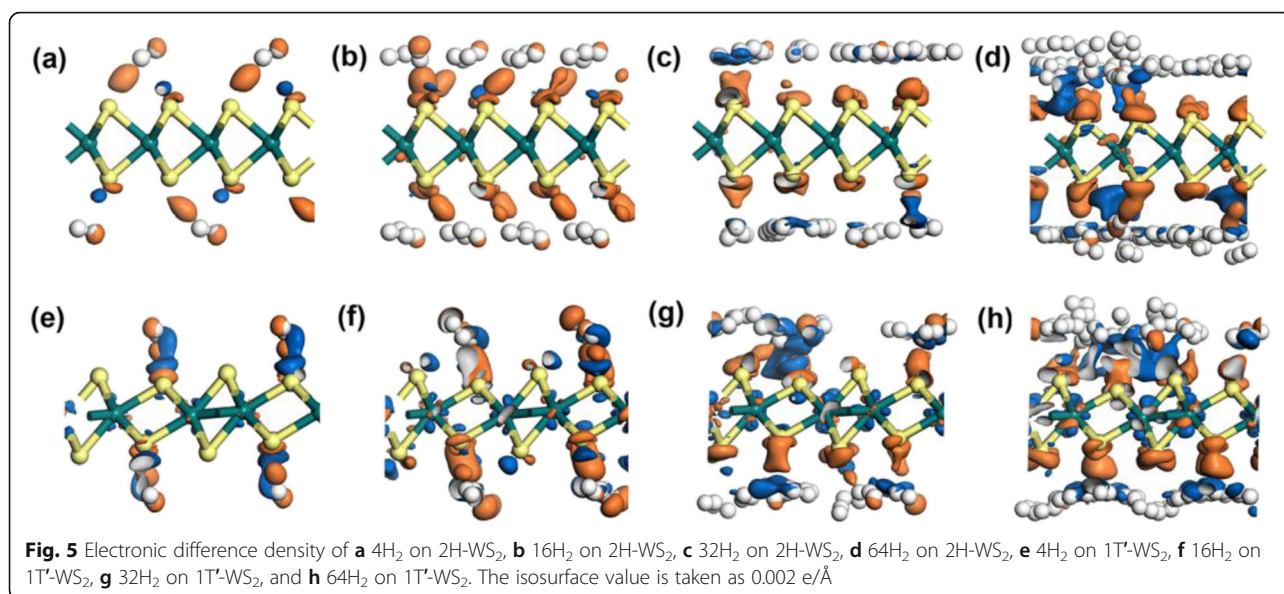 (a)
(b)
(c)
(d)
(e)
(f)
(g)
(h)
Fig. 5 Electronic difference density of a 4H₂ on 2H-WS₂, b 16H₂ on 2H-WS₂, c 32H₂ on 2H-WS₂, d 64H₂ on 2H-WS₂, e 4H₂ on 1T′-WS₂, f 16H₂ on
1T′-WS₂, g 32H₂ on 1T′-WS₂, and h 64H₂ on 1T′-WS₂. The isosurface value is taken as 0.002 e/Å